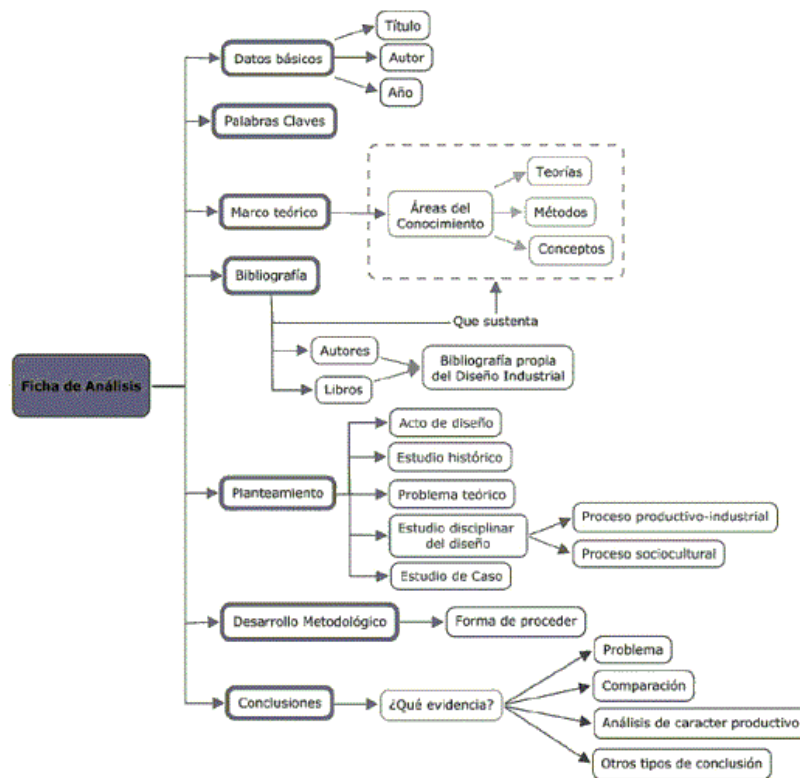 Título
Datos básicos
Autor
Año
Palabras Claves
Teorías
Marco teórico
Áreas del
Conocimiento
Métodos
Conceptos
Bibliografía
Que sustenta
Autores
Bibliografía propia
del Diseño Industrial
Libros
Ficha de Análisis
Acto de diseño
Estudio histórico
Planteamiento
Problema teórico
Estudio disciplinar
del diseño
Proceso productivo-industrial
Proceso sociocultural
Estudio de Caso
Desarrollo Metodológico
Forma de proceder
Problema
Conclusiones
¿Qué evidencia?
Comparación
Análisis de caracter productivo
Otros tipos de conclusión